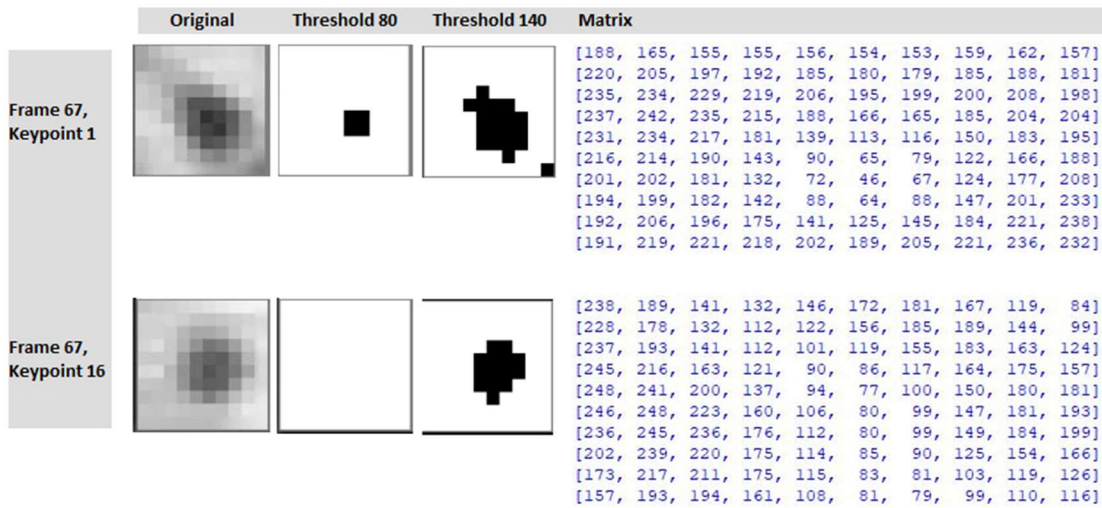 Original Threshold 80 Threshold 140 Matrix
Frame 67,
Keypoint 1
[188, 165, 155, 155, 156, 154, 153, 159, 162, 157]
[220, 205, 197, 192, 185, 180, 179, 185, 188, 181]
[235, 234, 229, 219, 206, 195, 199, 200, 208, 198]
[237, 242, 235, 215, 188, 166, 165, 185, 204, 204]
[231, 234, 217, 181, 139, 113, 116, 150, 183, 195]
[216, 214, 190, 143, 90, 65, 79, 122, 166, 188]
[201, 202, 181, 132, 72, 46, 67, 124, 177, 208]
[194, 199, 182, 142, 88, 64, 88, 147, 201, 233]
[192, 206, 196, 175, 141, 125, 145, 184, 221, 238]
[191, 219, 221, 218, 202, 189, 205, 221, 236, 232]
Frame 67,
Keypoint 16
[238, 189, 141, 132, 146, 172, 181, 167, 119, 84]
[228, 178, 132, 112, 122, 156, 185, 189, 144, 99]
[237, 193, 141, 112, 101, 119, 155, 183, 163, 124]
[245, 216, 163, 121, 90, 86, 117, 164, 175, 157]
[248, 241, 200, 137, 94, 77, 100, 150, 180, 181]
[246, 248, 223, 160, 106, 80, 99, 147, 181, 193]
[236, 245, 236, 176, 112, 80, 99, 149, 184, 199]
[202, 239, 220, 175, 114, 85, 90, 125, 154, 166]
[173, 217, 211, 175, 115, 83, 81, 103, 119, 126]
[157, 193, 194, 161, 108, 81, 79, 99, 110, 116]